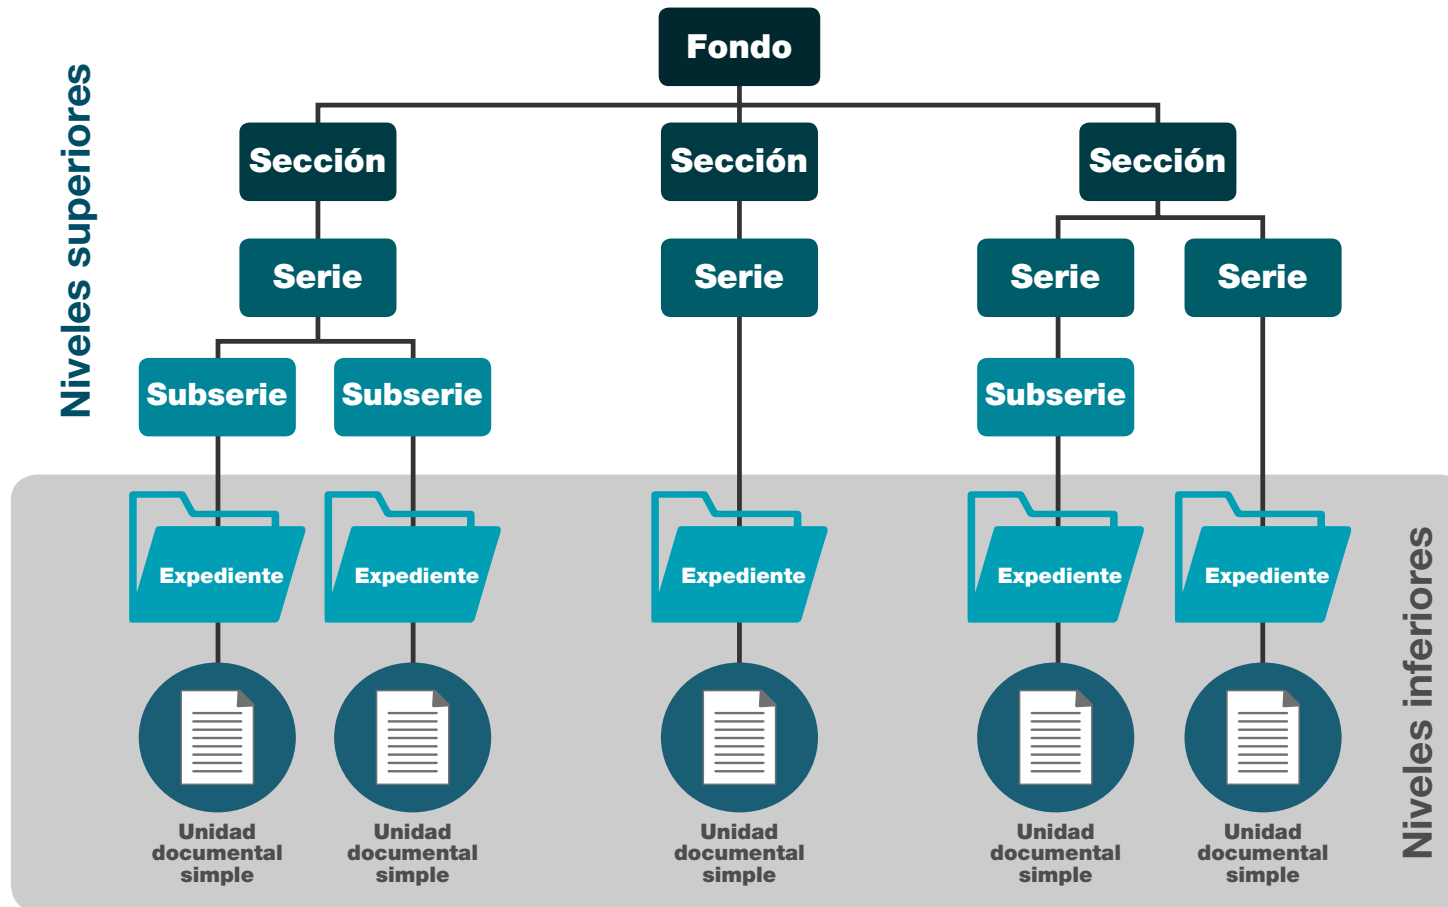 Niveles superiores
Fondo
Sección
Sección
Sección
Serie
Serie
Serie
Serie
Subserie
Subserie
Subserie
Expediente
Expediente
Expediente
Expediente
Expediente
Unidad
documental
simple
Unidad
documental
simple
Unidad
documental
simple
Unidad
documental
simple
Unidad
documental
simple
Niveles inferiores